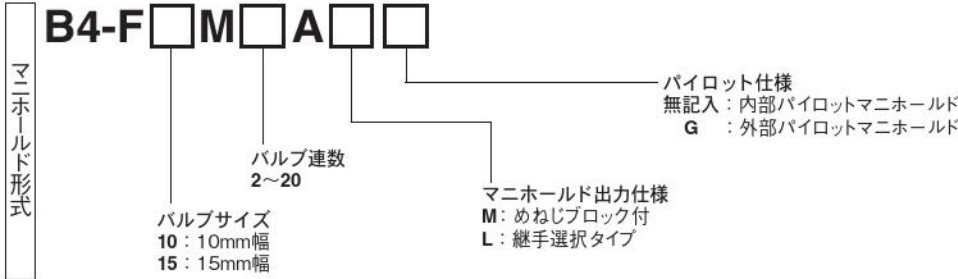 マニホールド形式
B4-F□M□A□□
パイロット仕様
無記入：内部パイロットマニホールド
G ：外部パイロットマニホールド
バルブ連数
2～20
マニホールド出力仕様
M：めねじブロック付
L：継手選択タイプ
バルブサイズ
10：10mm幅
15：15mm幅